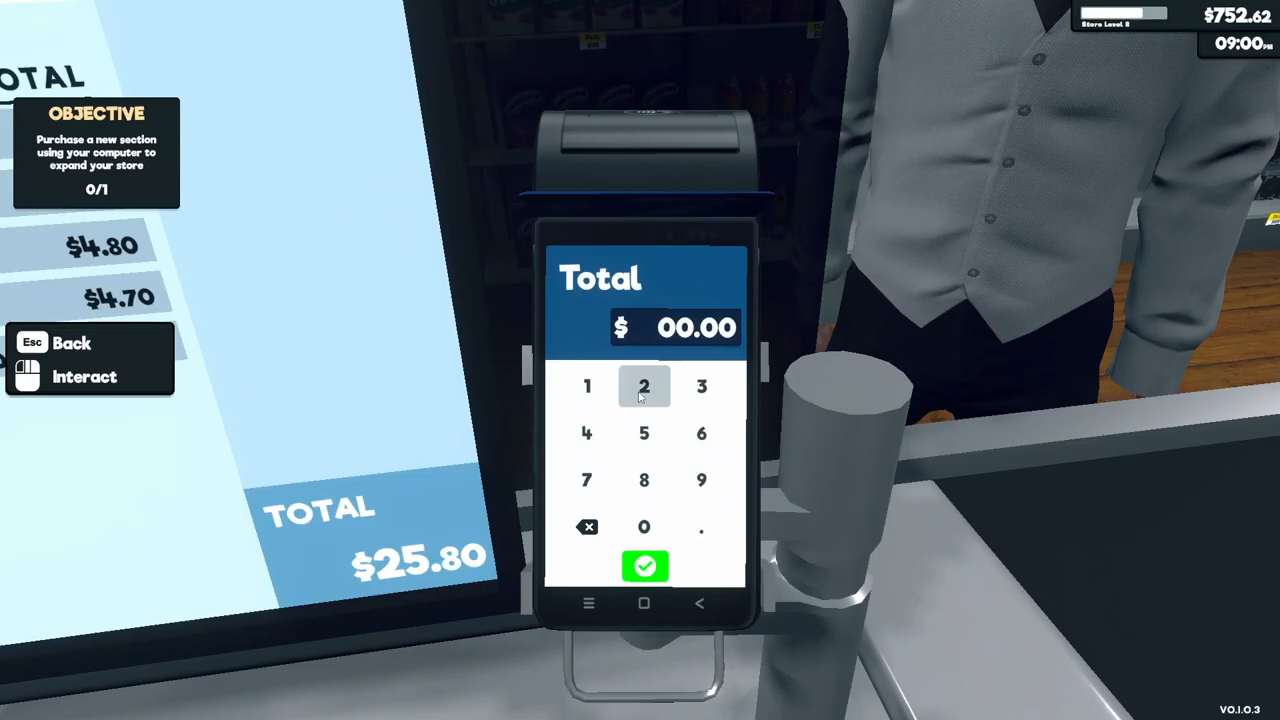 $752.62
Store Level 8
09:00PM
OTAL
OBJECTIVE
Purchase a new section
using your computer to
expand your store
0/1
$4.80
$4.70
Esc Back
Interact
Total
$ 00.00
1 2 3
4 5 6
7 8 9
0 .
TOTAL
$25.80
V0.1.0.3